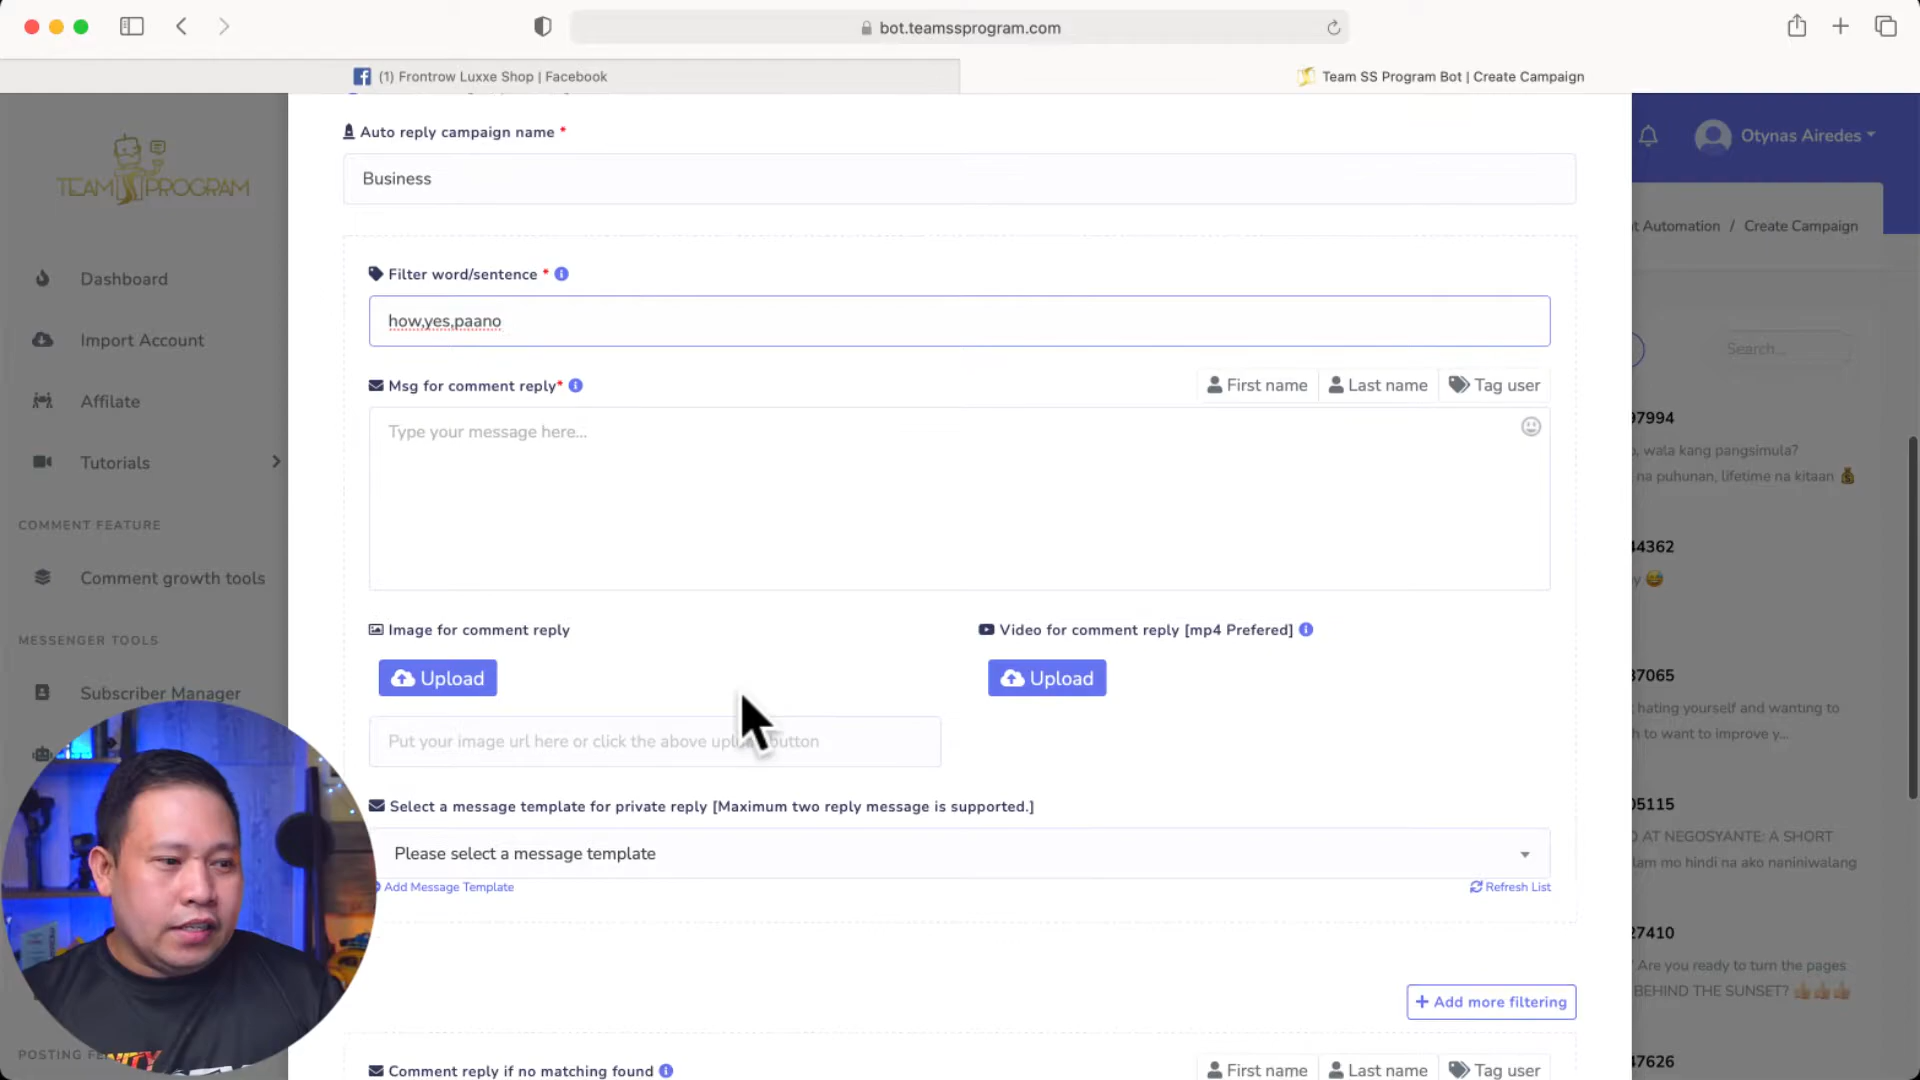 bot.teamssprogram.com
(1) Frontrow Luxxe Shop | Facebook
Team SS Program Bot | Create Campaign
TEAM PROGRAM
Otynas Airedes
t Automation / Create Campaign
Dashboard
Import Account
Affilate
Tutorials
COMMENT FEATURE
Comment growth tools
MESSENGER TOOLS
Subscriber Manager
Auto reply campaign name *
Business
Filter word/sentence *
how,yes,paano
Msg for comment reply*
First name
Last name
Tag user
Type your message here...
Image for comment reply
Upload
Put your image url here or click the above upload button
Video for comment reply [mp4 Prefered]
Upload
Select a message template for private reply [Maximum two reply message is supported.]
Please select a message template
Add Message Template
Refresh List
+ Add more filtering
Comment reply if no matching found
First name
Last name
Tag user
Search...
97994
, wala kang pangsimula?
na puhunan, lifetime na kitaan 💰
44362
y 😅
37065
hating yourself and wanting to
h to want to improve y...
05115
O AT NEGOSYANTE: A SHORT
lam mo hindi na ako naniniwalang
27410
Are you ready to turn the pages
BEHIND THE SUNSET? 👍🏼👍🏼👍🏼
47626